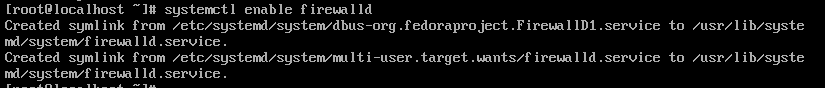 [root@localhost ~]# systemctl enable firewalld
Created symlink from /etc/systemd/system/dbus-org.fedoraproject.FirewallD1.service to /usr/lib/syste
md/system/firewalld.service.
Created symlink from /etc/systemd/system/multi-user.target.wants/firewalld.service to /usr/lib/syste
md/system/firewalld.service.